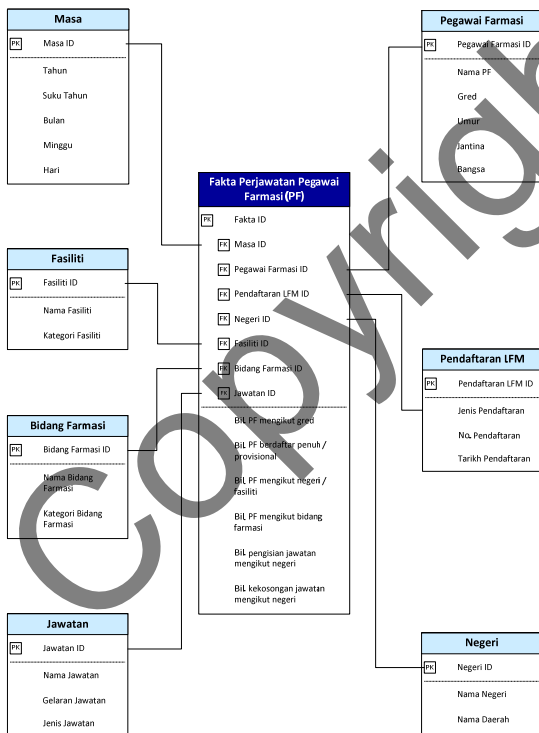 Masa
PK Masa ID
Tahun
Suku Tahun
Bulan
Minggu
Hari
Fasiliti
PK Fasiliti ID
Nama Fasiliti
Kategori Fasiliti
Bidang Farmasi
PK Bidang Farmasi ID
Nama Bidang
Farmasi
Kategori Bidang
Farmasi
Jawatan
PK Jawatan ID
Nama Jawatan
Gelaran Jawatan
Jenis Jawatan
Fakta Perjawatan Pegawai
Farmasi (PF)
PK Fakta ID
FK Masa ID
FK Pegawai Farmasi ID
FK Pendaftaran LFM ID
FK Negeri ID
FK Fasiliti ID
FK Bidang Farmasi ID
FK Jawatan ID
Bil. PF mengikut gred
Bil. PF berdaftar penuh /
provisional
Bil. PF mengikut negeri /
fasiliti
Bil. PF mengikut bidang
farmasi
Bil. pengisian jawatan
mengikut negeri
Bil. kekosongan jawatan
mengikut negeri
Pegawai Farmasi
PK Pegawai Farmasi ID
Nama PF
Gred
Umur
Jantina
Bangsa
Pendaftaran LFM
PK Pendaftaran LFM ID
Jenis Pendaftaran
No. Pendaftaran
Tarikh Pendaftaran
Negeri
PK Negeri ID
Nama Negeri
Nama Daerah
Copyrigh